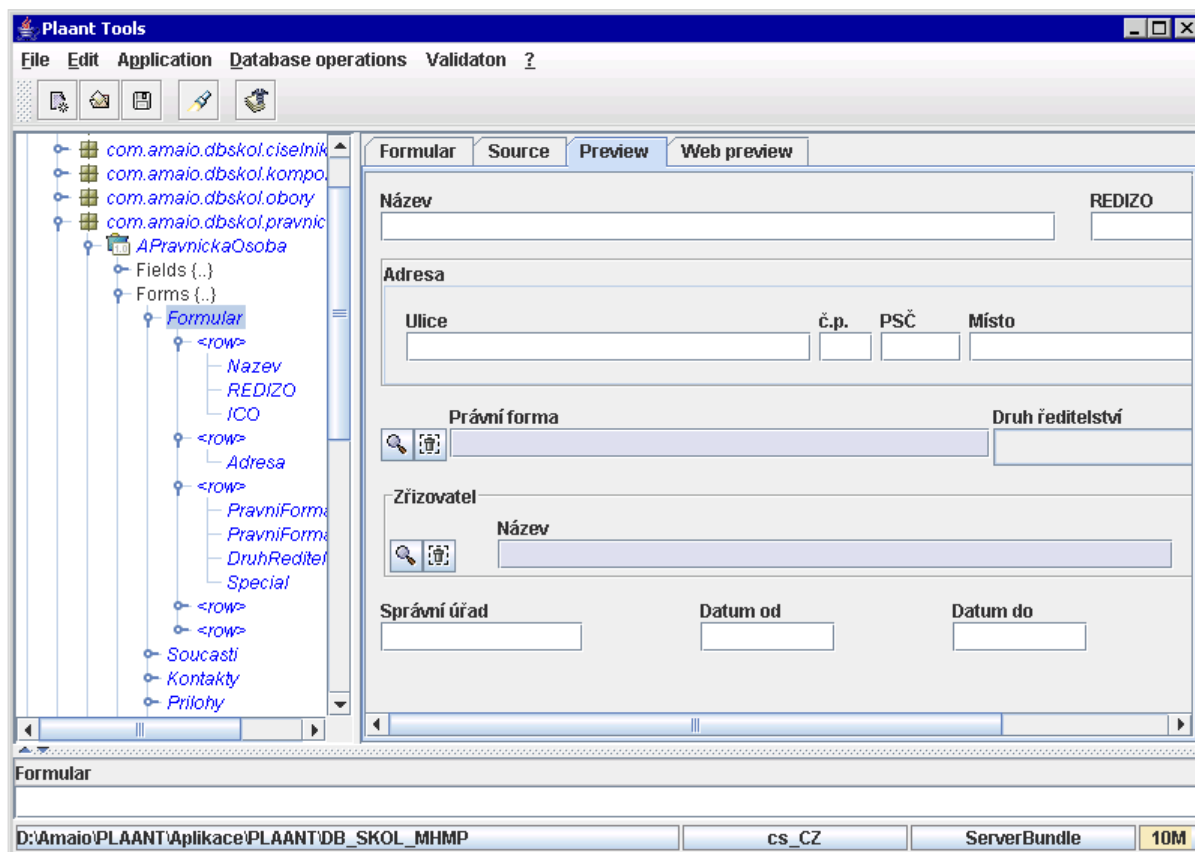 Plaant Tools
File Edit Application Database operations Validaton ?
com.amaio.dbskol.ciselnik
com.amaio.dbskol.kompo
com.amaio.dbskol.obory
com.amaio.dbskol.pravnic
APravnickaOsoba
Fields {..}
Forms {..}
Formular
<row>
Nazev
REDIZO
ICO
<row>
Adresa
<row>
PravniForma
PravniForma
DruhReditel
Special
<row>
<row>
Soucasti
Kontakty
Prilohy
Formular Source Preview Web preview
Název REDIZO
Adresa
Ulice č.p. PSČ Místo
Právní forma Druh ředitelství
Zřizovatel
Název
Správní úřad Datum od Datum do
Formular
D:\Amaio\PLAANT\Aplikace\PLAANT\DB_SKOL_MHMP cs_CZ ServerBundle 10M